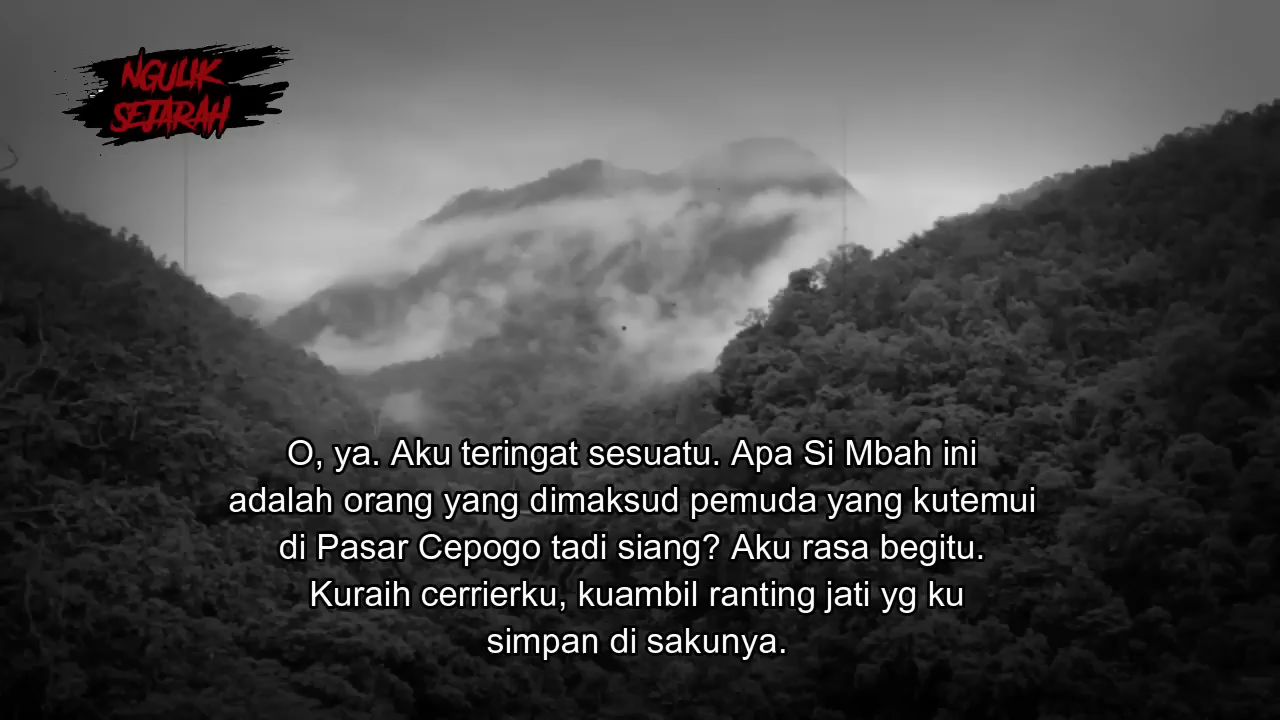 NGULIK
SEJARAH
O, ya. Aku teringat sesuatu. Apa Si Mbah ini
adalah orang yang dimaksud pemuda yang kutemui
di Pasar Cepogo tadi siang? Aku rasa begitu.
Kuraih cerrierku, kuambil ranting jati yg ku
simpan di sakunya.